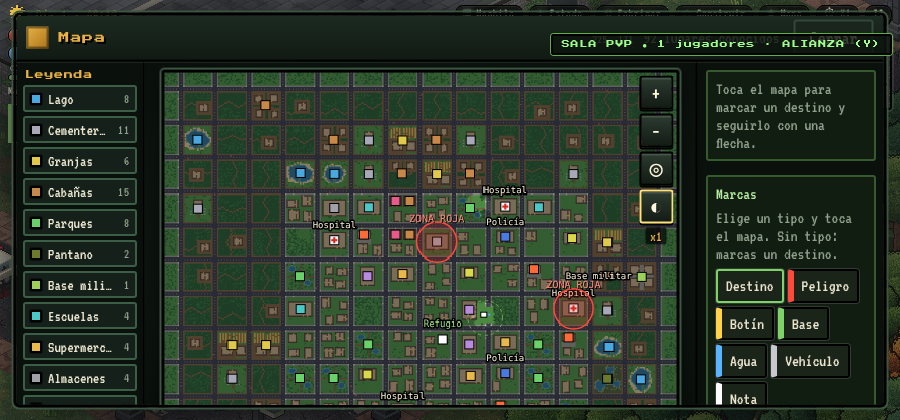 Mapa
SALA PVP · 1 jugadores · ALIANZA (Y)
Leyenda
Lago 8
Cementer… 11
Granjas 6
Cabañas 15
Parques 8
Pantano 2
Base mili… 1
Escuelas 4
Supermerc… 4
Almacenes 4
Hospital
ZONA ROJA
Policía
Hospital
Base militar
ZONA ROJA
Hospital
Refugio
Policía
Hospital
+
-
x1
Toca el mapa para
marcar un destino y
seguirlo con una
flecha.
Marcas
Elige un tipo y toca
el mapa. Sin tipo:
marcas un destino.
Destino
Peligro
Botín
Base
Agua
Vehículo
Nota